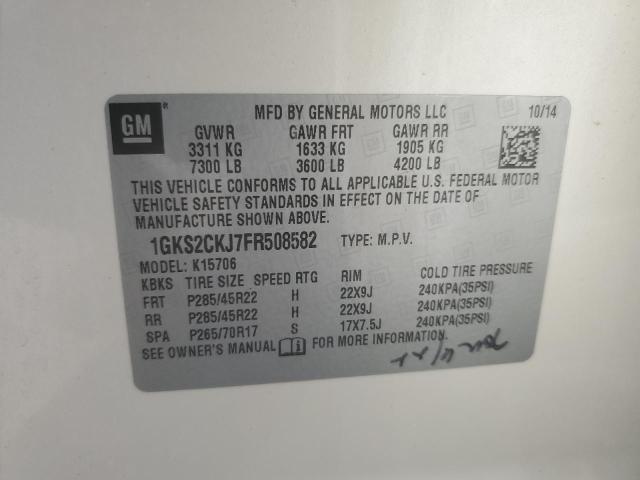 GM ®
MFD BY GENERAL MOTORS LLC 10/14
GVWR GAWR FRT GAWR RR
3311 KG 1633 KG 1905 KG
7300 LB 3600 LB 4200 LB
THIS VEHICLE CONFORMS TO ALL APPLICABLE U.S. FEDERAL MOTOR
VEHICLE SAFETY STANDARDS IN EFFECT ON THE DATE OF
MANUFACTURE SHOWN ABOVE.
1GKS2CKJ7FR508582 TYPE: M.P.V.
MODEL: K15706
KBKS TIRE SIZE SPEED RTG RIM COLD TIRE PRESSURE
FRT P285/45R22 H 22X9J 240KPA(35PSI)
RR P285/45R22 H 22X9J 240KPA(35PSI)
SPA P265/70R17 S 17X7.5J 240KPA(35PSI)
SEE OWNER'S MANUAL FOR MORE INFORMATION.